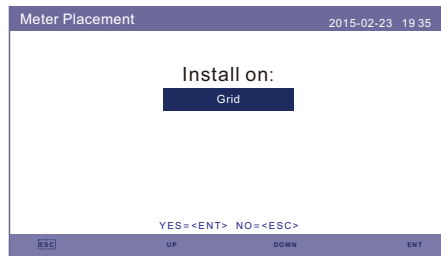 Meter Placement 2015-02-23 19 35
Install on:
Grid
YES=<ENT> NO=<ESC>
ESC UP DOWN ENT